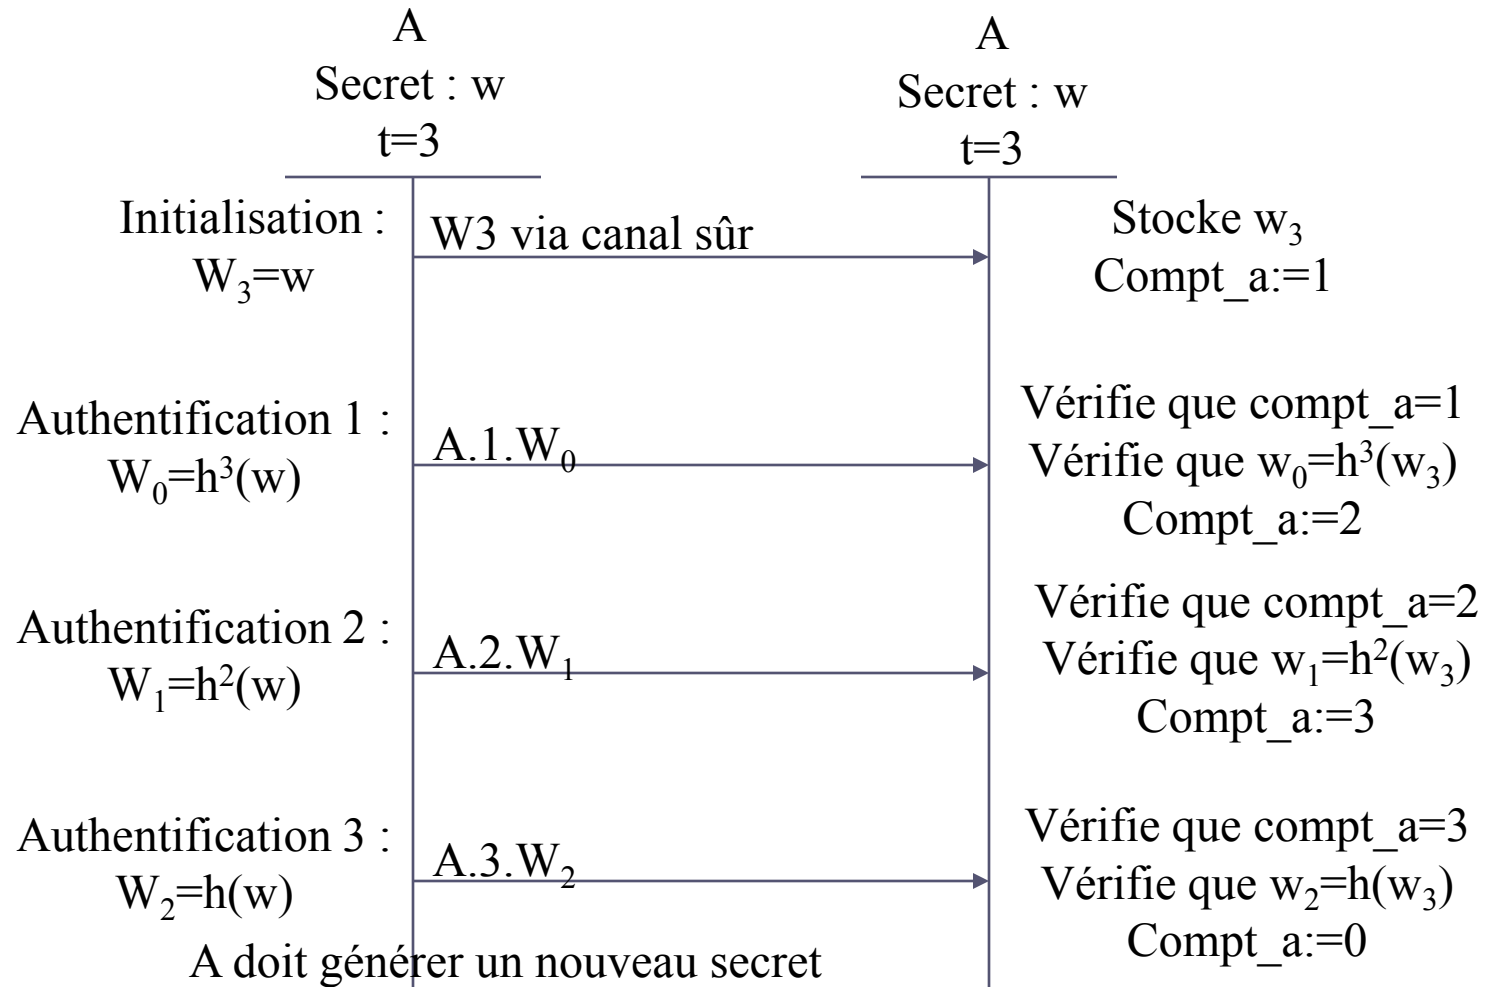 A
Secret : w
t=3
A
Secret : w
t=3
Initialisation :
W₃=w
W3 via canal sûr
Stocke w₃
Compt_a:=1
Authentification 1 :
W₀=h³(w)
A.1.W₀
Vérifie que compt_a=1
Vérifie que w₀=h³(w₃)
Compt_a:=2
Authentification 2 :
W₁=h²(w)
A.2.W₁
Vérifie que compt_a=2
Vérifie que w₁=h²(w₃)
Compt_a:=3
Authentification 3 :
W₂=h(w)
A.3.W₂
Vérifie que compt_a=3
Vérifie que w₂=h(w₃)
Compt_a:=0
A doit générer un nouveau secret